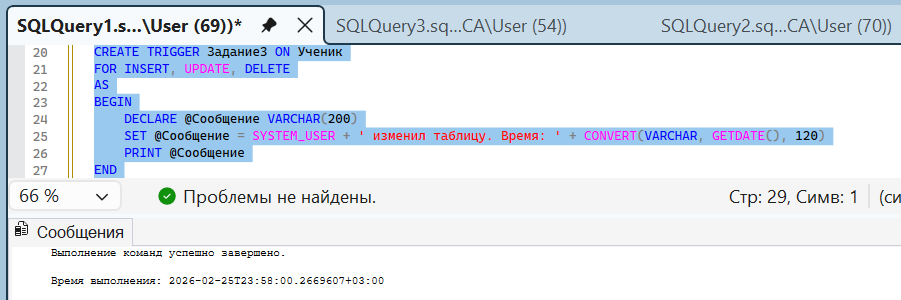 SQLQuery1.s...\User (69))* SQLQuery3.sq...CA\User (54)) SQLQuery2.sq...CA\User (70))
20 CREATE TRIGGER Задание3 ON Ученик
21 FOR INSERT, UPDATE, DELETE
22 AS
23 BEGIN
24 DECLARE @Сообщение VARCHAR(200)
25 SET @Сообщение = SYSTEM_USER + ' изменил таблицу. Время: ' + CONVERT(VARCHAR, GETDATE(), 120)
26 PRINT @Сообщение
27 END
66 % Проблемы не найдены. Стр: 29, Симв: 1 (си
Сообщения
Выполнение команд успешно завершено.
Время выполнения: 2026-02-25T23:58:00.2669607+03:00